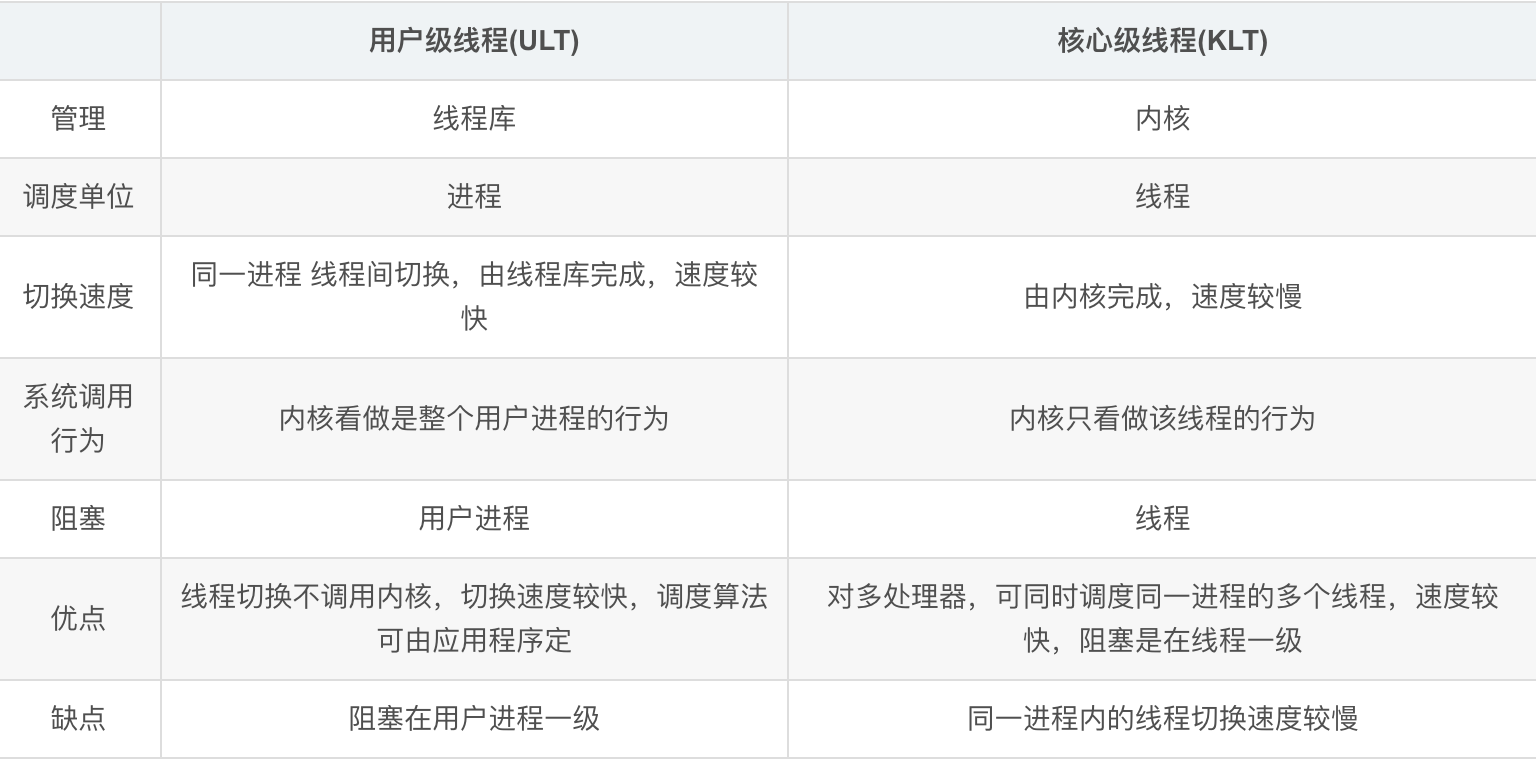 用户级线程(ULT) 核心级线程(KLT)
管理 线程库 内核
调度单位 进程 线程
切换速度 同一进程 线程间切换，由线程库完成，速度较
快 由内核完成，速度较慢
系统调用
行为 内核看做是整个用户进程的行为 内核只看做该线程的行为
阻塞 用户进程 线程
优点 线程切换不调用内核，切换速度较快，调度算法
可由应用程序定 对多处理器，可同时调度同一进程的多个线程，速度较
快，阻塞是在线程一级
缺点 阻塞在用户进程一级 同一进程内的线程切换速度较慢